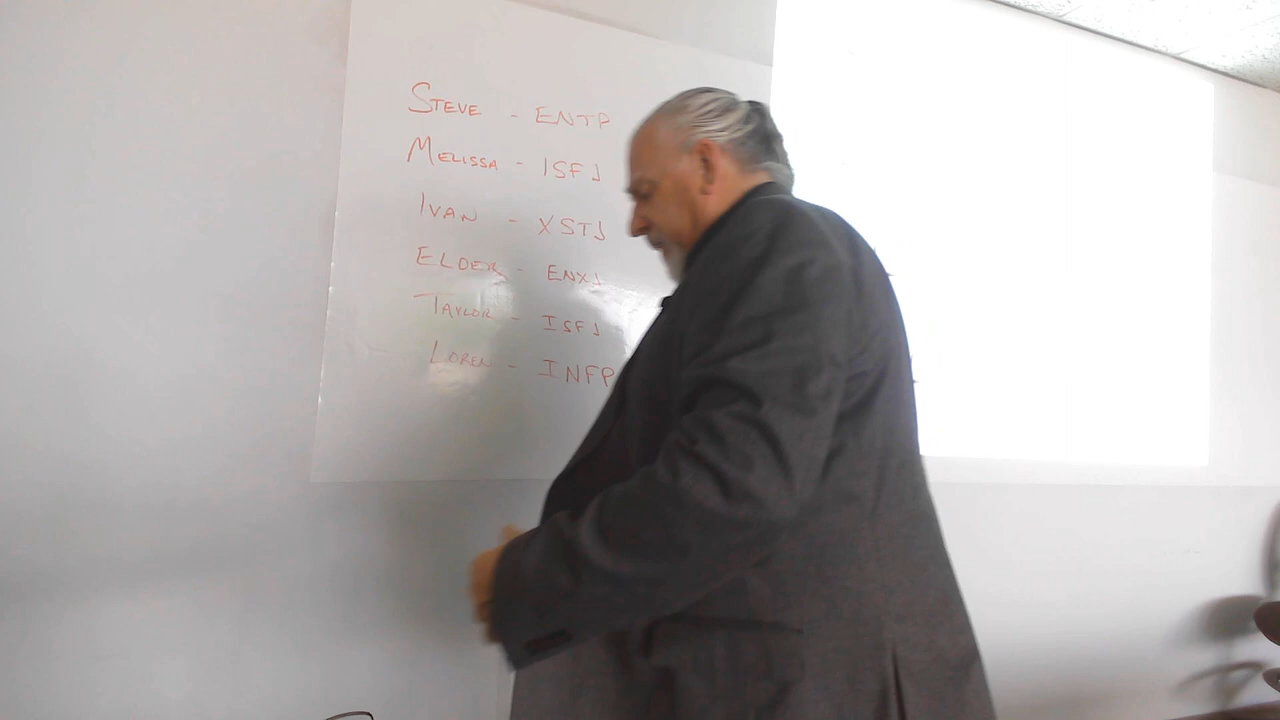 STEVE - ENTP
MELISSA - ISFJ
IVAN - XSTJ
ELDER - ENXJ
TAYLOR - ISFJ
LOREN - INFP